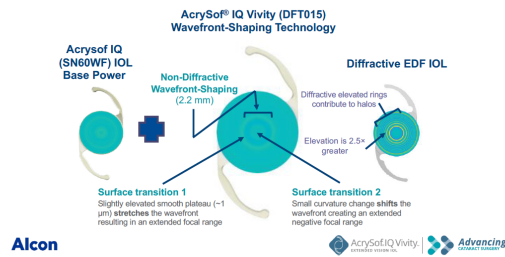 AcrySof® IQ Vivity (DFT015)
Wavefront-Shaping Technology
Acrysof IQ
(SN60WF) IOL
Base Power
Non-Diffractive
Wavefront-Shaping
(2.2 mm)
Diffractive EDF IOL
Diffractive elevated rings
contribute to halos
Elevation is 2.5×
greater
Surface transition 1
Slightly elevated smooth plateau (~1
μm) stretches the wavefront
resulting in an extended focal range
Surface transition 2
Small curvature change shifts the
wavefront creating an extended
negative focal range
Alcon
AcrySof IQ Vivity.
EXTENDED VISION IOL
Advancing
CATARACT SURGERY